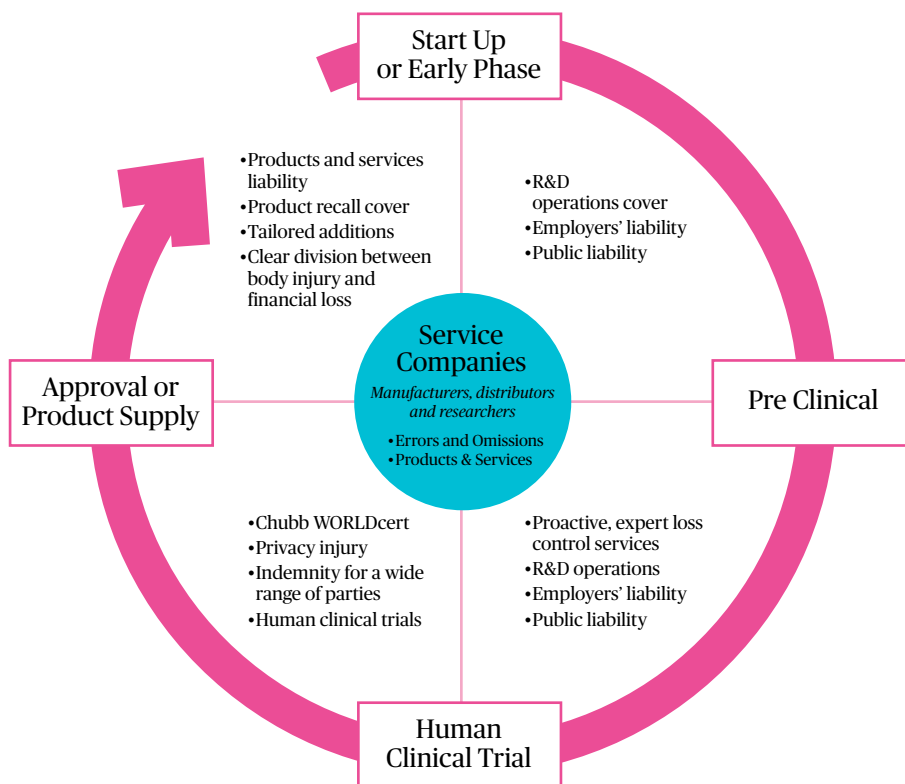 Start Up
or Early Phase
•Products and services
liability
•Product recall cover
•Tailored additions
•Clear division between
body injury and
financial loss
•R&D
operations cover
•Employers’ liability
•Public liability
Service
Companies
Manufacturers, distributors
and researchers
•Errors and Omissions
•Products & Services
Approval or
Product Supply
Pre Clinical
•Chubb WORLDcert
•Privacy injury
•Indemnity for a wide
range of parties
•Human clinical trials
•Proactive, expert loss
control services
•R&D operations
•Employers’ liability
•Public liability
Human
Clinical Trial